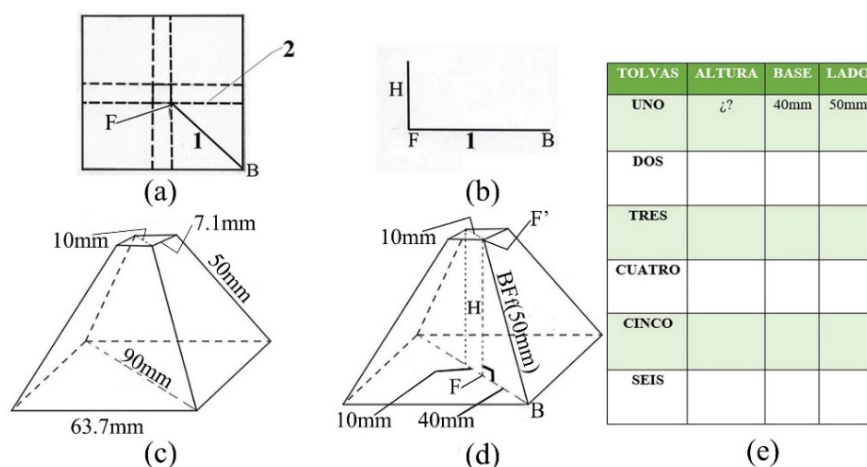 2
F
1
B
(a)
H
F
1
B
(b)
TOLVAS ALTURA BASE LADO
UNO ¿? 40mm 50mm
DOS
TRES
CUATRO
CINCO
SEIS
(e)
10mm
7.1mm
50mm
90mm
63.7mm
(c)
10mm
F'
H
BFf(50mm)
F
10mm
40mm
B
(d)